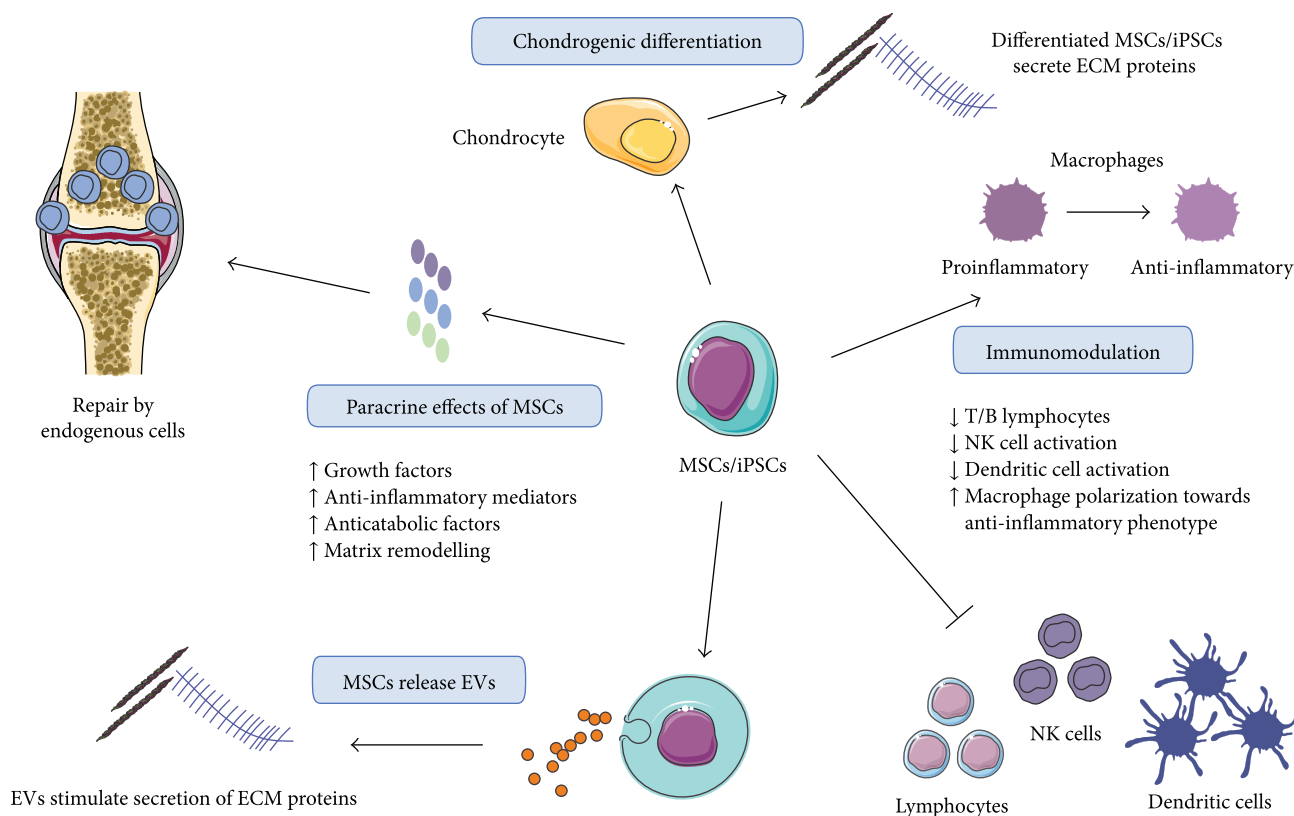 Chondrogenic differentiation
Differentiated MSCs/iPSCs
secrete ECM proteins
Chondrocyte
Macrophages
Proinflammatory
Anti-inflammatory
Immunomodulation
↓ T/B lymphocytes
↓ NK cell activation
↓ Dendritic cell activation
↑ Macrophage polarization towards
anti-inflammatory phenotype
Repair by
endogenous cells
Paracrine effects of MSCs
↑ Growth factors
↑ Anti-inflammatory mediators
↑ Anticatabolic factors
↑ Matrix remodelling
MSCs/iPSCs
MSCs release EVs
EVs stimulate secretion of ECM proteins
Lymphocytes
NK cells
Dendritic cells